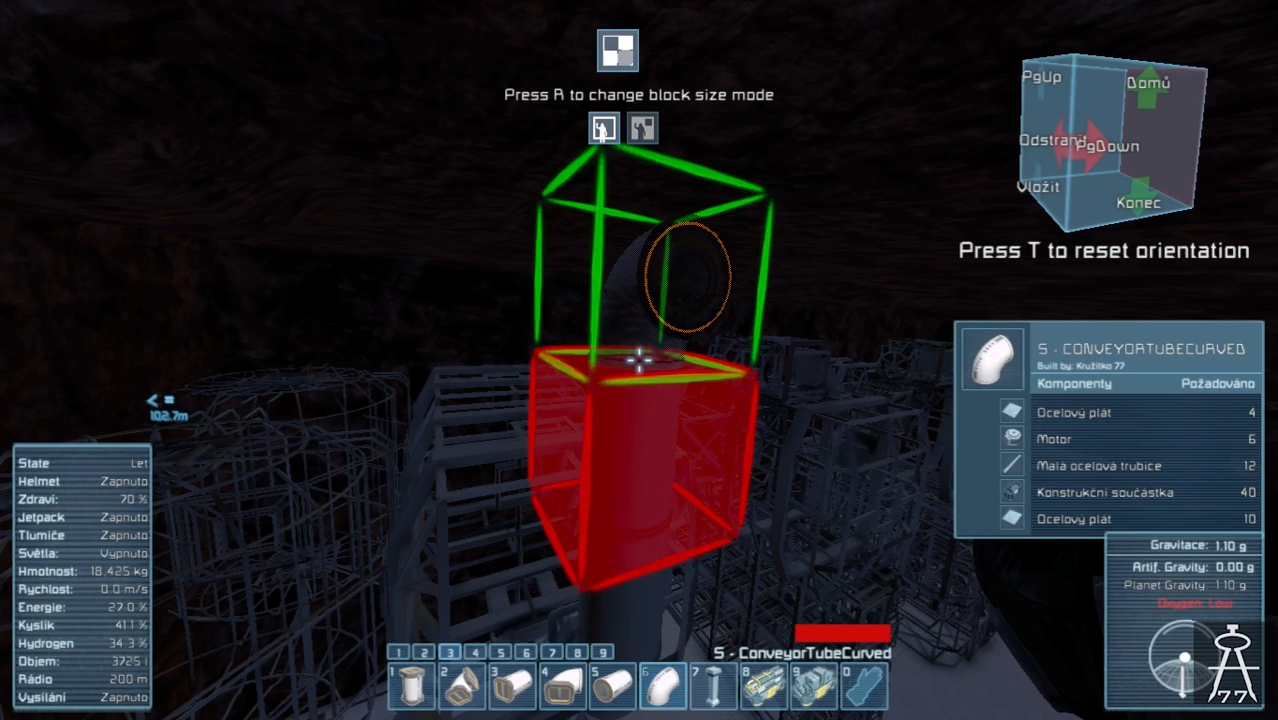 Press R to change block size mode
PgUp
Domů
Odstranit
PgDown
Vložit
Konec
Press T to reset orientation
S - CONVEYORTUBECURVED
Built by: Kružítko 77
Komponenty Požadováno
Ocelový plát 4
Motor 6
Malá ocelová trubice 12
Konstrukční součástka 40
Ocelový plát 10
102.7m
State Let
Helmet Zapnuto
Zdraví: 70 %
Jetpack Zapnuto
Tlumiče Zapnuto
Světla: Vypnuto
Hmotnost: 18,425 kg
Rychlost: 0.0 m/s
Energie: 27.0 %
Kyslík 41.1 %
Hydrogen 34.3 %
Objem: 3725 l
Rádio 200 m
Vysílání Zapnuto
Gravitace: 1.10 g
Artif. Gravity: 0.00 g
Planet Gravity: 1.10 g
Oxygen: Low
77
S - ConveyorTubeCurved
1 2 3 4 5 6 7 8 9
1 2 3 4 5 6 7 8 9 0